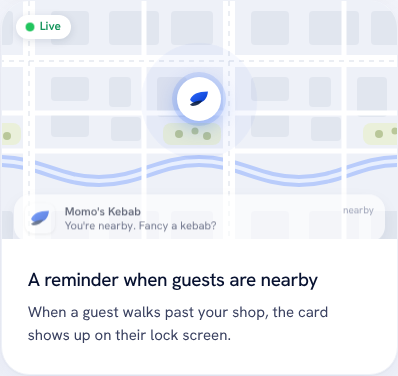 Live
Momo's Kebab
nearby
You're nearby. Fancy a kebab?
A reminder when guests are nearby
When a guest walks past your shop, the card
shows up on their lock screen.